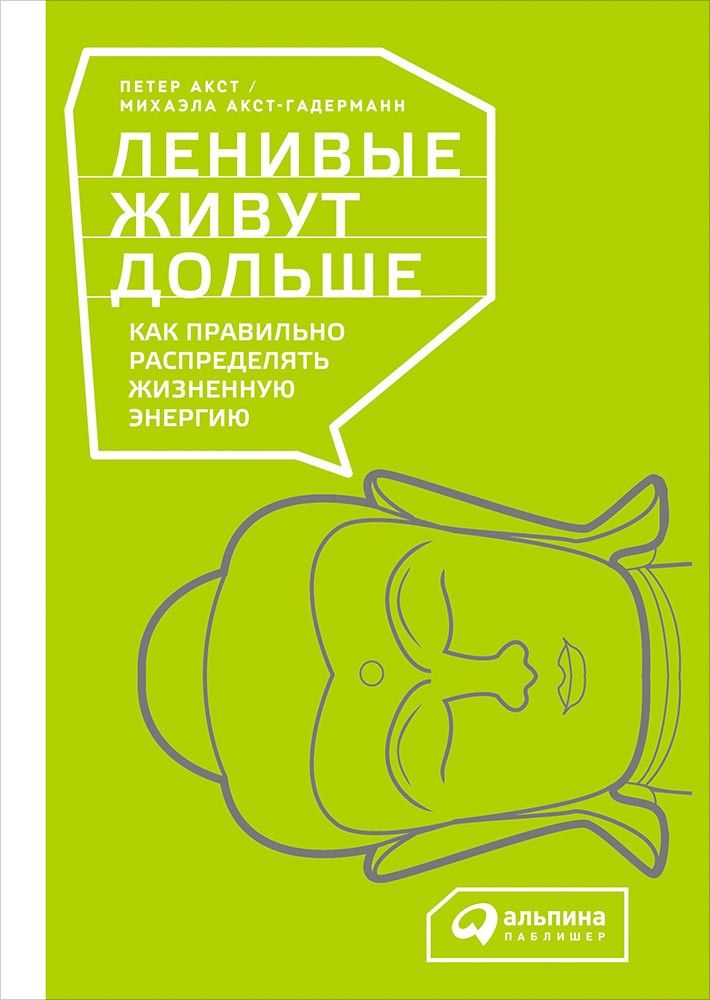 ПЕТЕР АКСТ /
МИХАЭЛА АКСТ-ГАДЕРМАНН
ЛЕНИВЫЕ
ЖИВУТ
ДОЛЬШЕ
КАК ПРАВИЛЬНО
РАСПРЕДЕЛЯТЬ
ЖИЗНЕННУЮ
ЭНЕРГИЮ
альпина
ПАБЛИШЕР